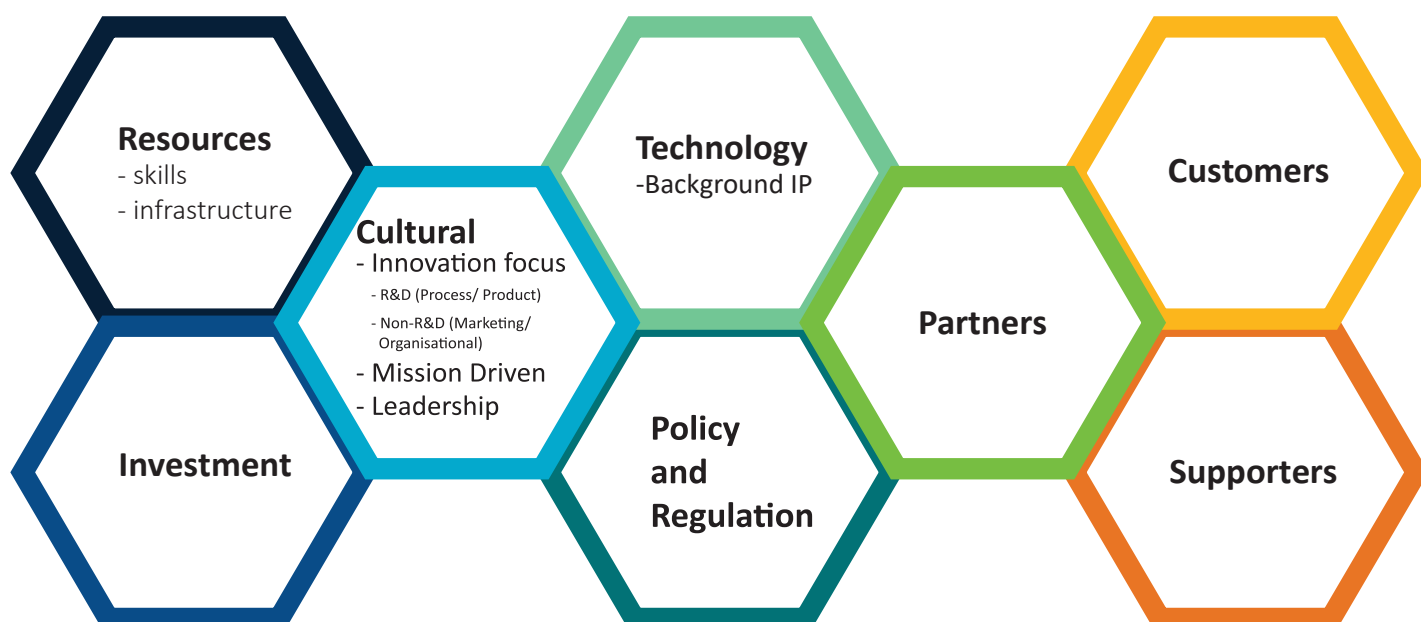 Resources
- skills
- infrastructure
Investment
Cultural
- Innovation focus
- R&D (Process/ Product)
- Non-R&D (Marketing/
Organisational)
- Mission Driven
- Leadership
Technology
-Background IP
Policy
and
Regulation
Partners
Customers
Supporters